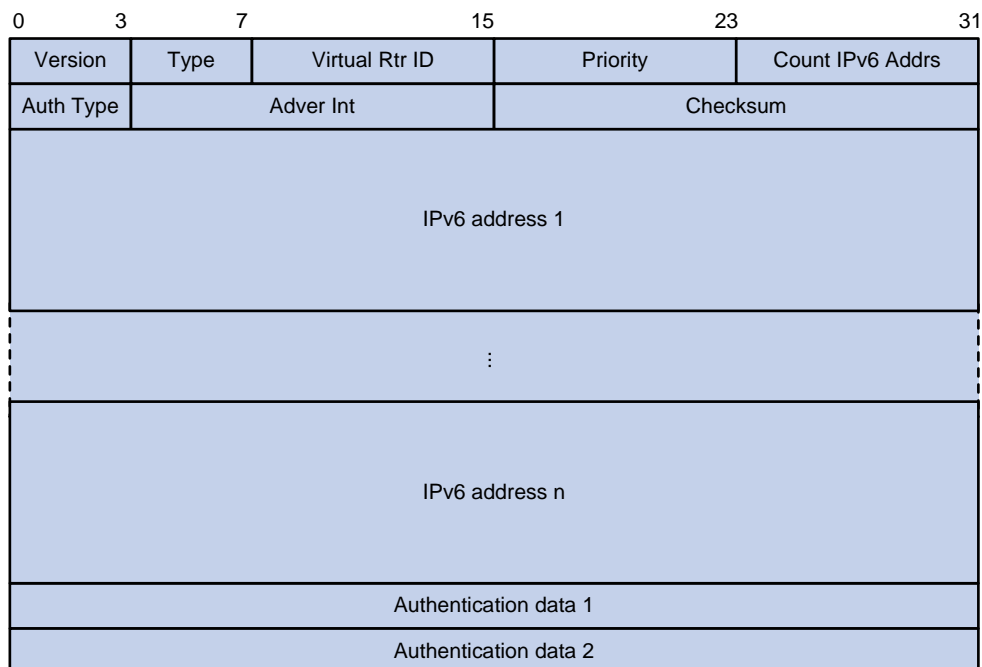 0 3 7 15 23 31
Version Type Virtual Rtr ID Priority Count IPv6 Addrs
Auth Type Adver Int Checksum
IPv6 address 1
...
IPv6 address n
Authentication data 1
Authentication data 2